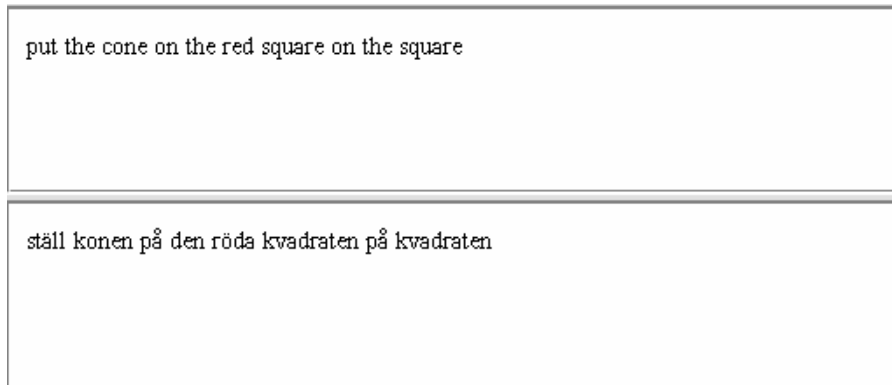 put the cone on the red square on the square
ställ konen på den röda kvadraten på kvadraten